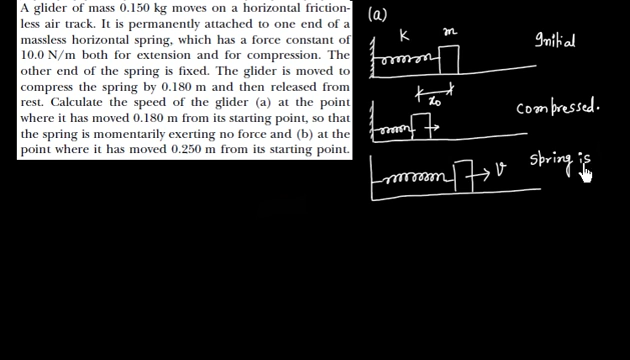 A glider of mass 0.150 kg moves on a horizontal friction-
less air track. It is permanently attached to one end of a
massless horizontal spring, which has a force constant of
10.0 N/m both for extension and for compression. The
other end of the spring is fixed. The glider is moved to
compress the spring by 0.180 m and then released from
rest. Calculate the speed of the glider (a) at the point
where it has moved 0.180 m from its starting point, so that
the spring is momentarily exerting no force and (b) at the
point where it has moved 0.250 m from its starting point.
(a)
k m Initial
x₀ compressed.
v spring is